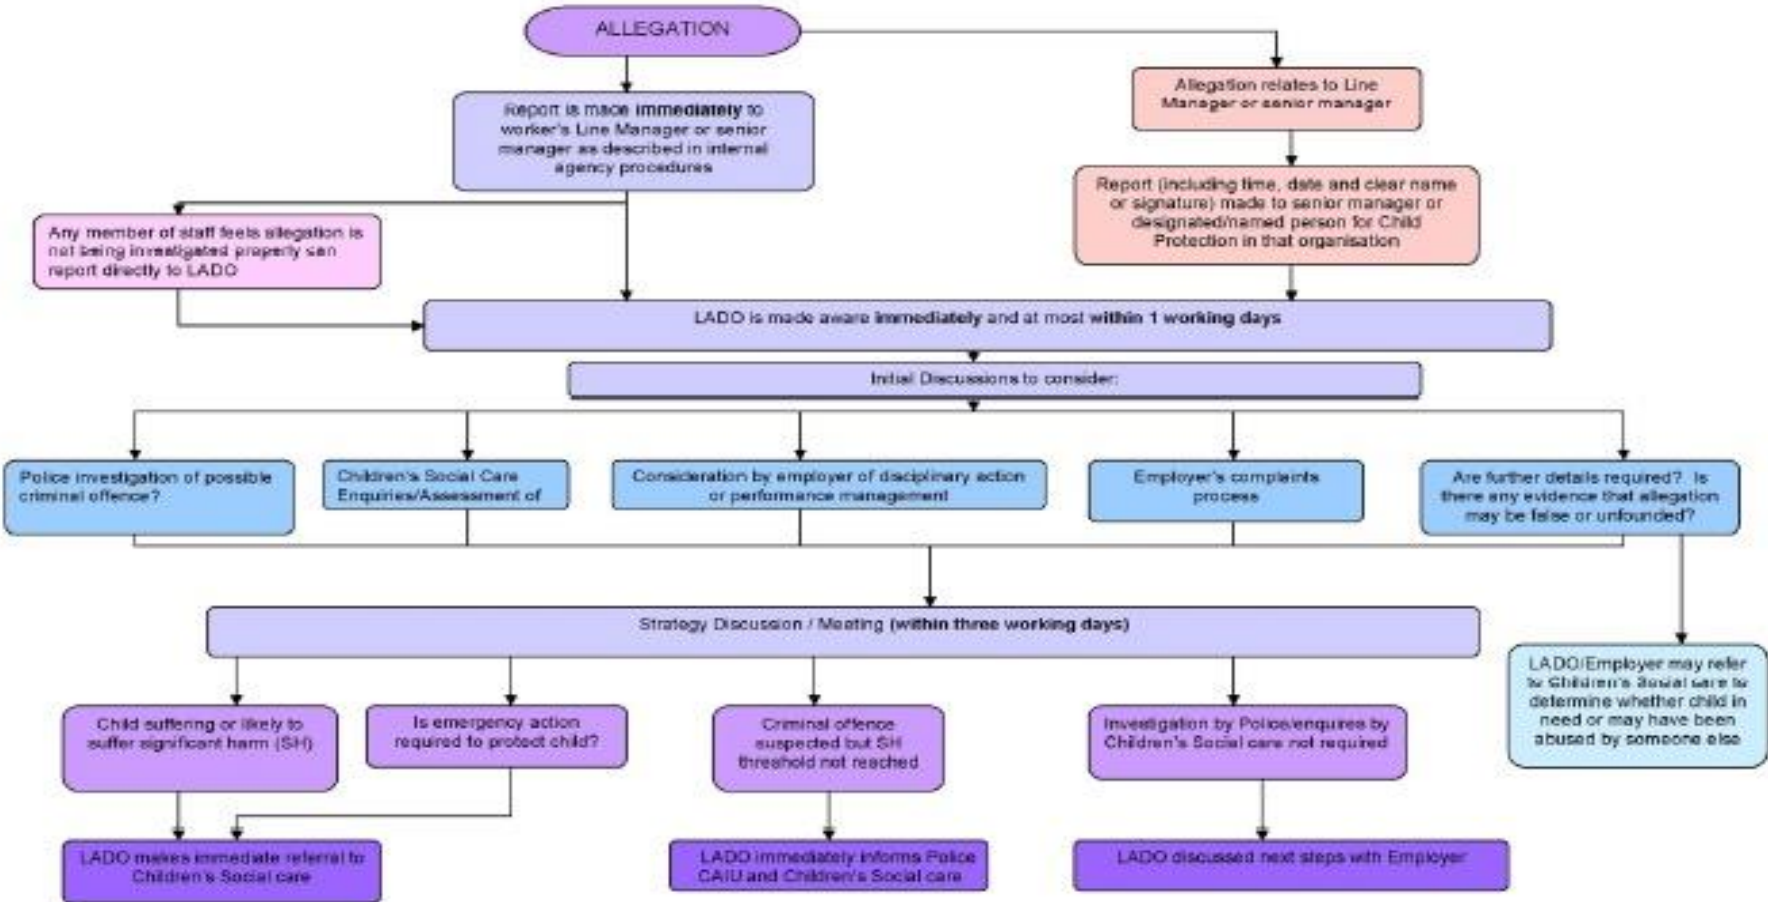 ALLEGATION
Allegation relates to Line
Manager or senior manager
Report is made immediately to
worker's Line Manager or senior
manager as described in internal
agency procedures
Report (including time, date and clear name
or signature) made to senior manager or
designated/named person for Child
Protection in that organisation
Any member of staff feels allegation is
not being investigated properly can
report directly to LADO
LADO is made aware immediately and at most within 1 working days
Initial Discussions to consider:
Police investigation of possible
criminal offence?
Children's Social Care
Enquiries/Assessment of
Consideration by employer of disciplinary action
or performance management
Employer's complaints
process
Are further details required? Is
there any evidence that allegation
may be false or unfounded?
Strategy Discussion / Meeting (within three working days)
LADO/Employer may refer
to Children's Social care to
determine whether child in
need or may have been
abused by someone else
Child suffering or likely to
suffer significant harm (SH)
Is emergency action
required to protect child?
Criminal offence
suspected but SH
threshold not reached
Investigation by Police/enquires by
Children's Social care not required
LADO makes immediate referral to
Children's Social care
LADO immediately informs Police
CAIU and Children's Social care
LADO discussed next steps with Employer